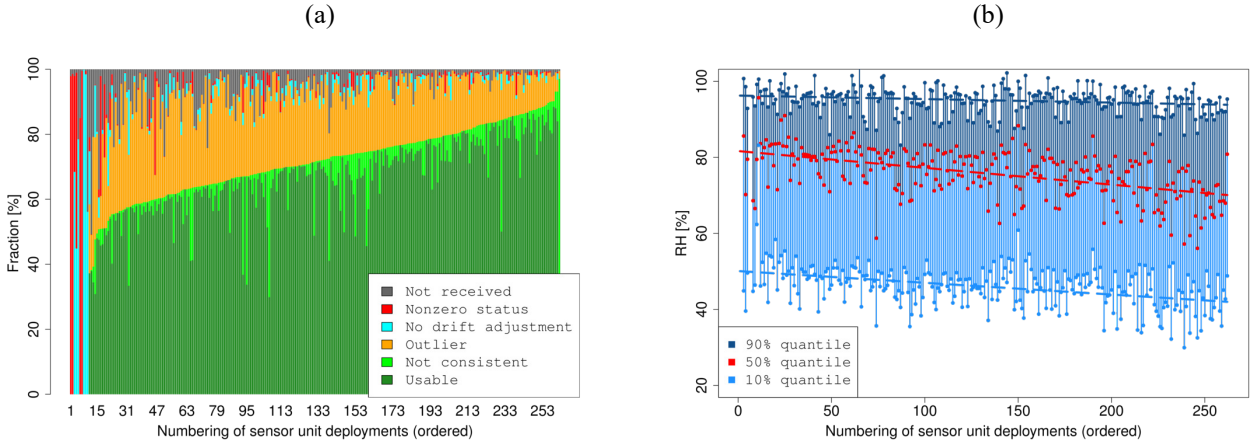 (a)
(b)
Fraction [%]
0 20 40 60 80 100
Not received
Nonzero status
No drift adjustment
Outlier
Not consistent
Usable
1 15 31 47 63 79 95 113 133 153 173 193 213 233 253
Numbering of sensor unit deployments (ordered)
RH [%]
20 40 60 80 100
90% quantile
50% quantile
10% quantile
0 50 100 150 200 250
Numbering of sensor unit deployments (ordered)